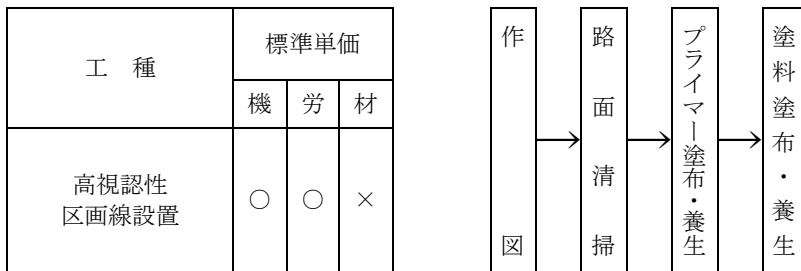 工 種
標準単価
機 労 材
高視認性
区画線設置
○ ○ ×
作図
→
路面清掃
→
プライマー塗布・養生
→
塗料塗布・養生